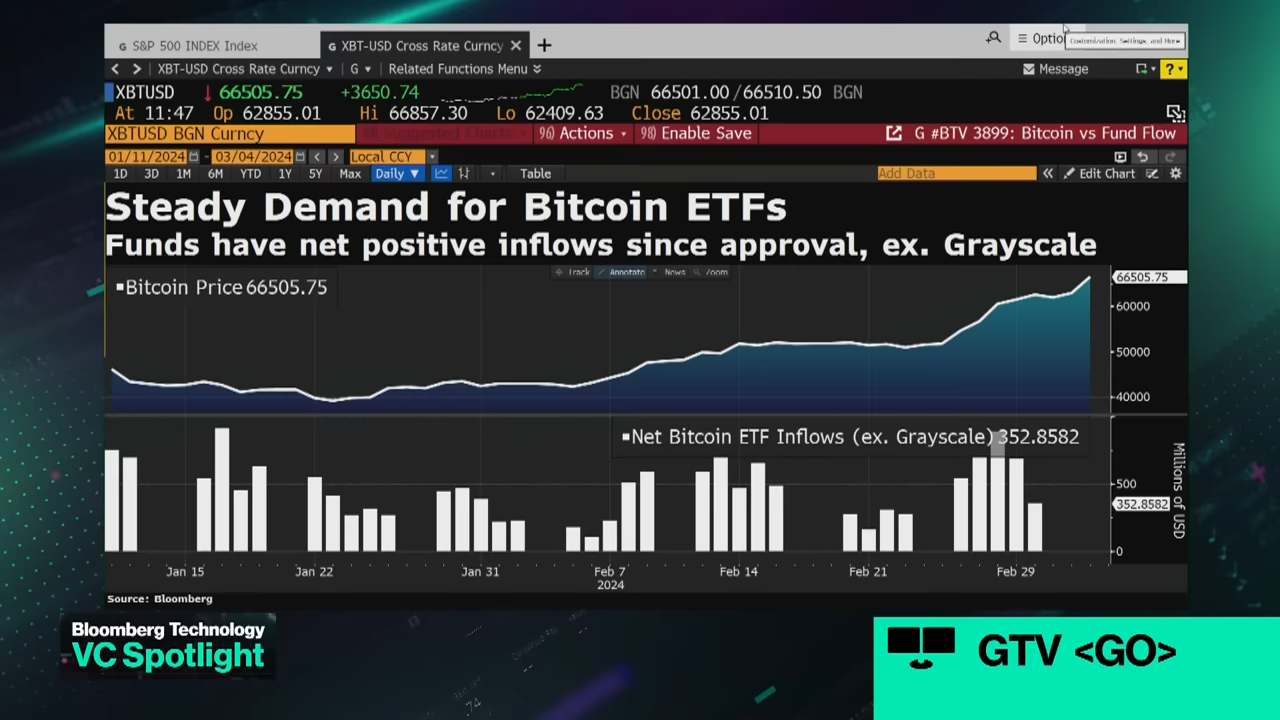 G S&P 500 INDEX Index
G XBT-USD Cross Rate Curncy ✕ +
Optio
Customization, Settings, and More
< > XBT-USD Cross Rate Curncy ▾ G ▾ Related Functions Menu
Message
?
XBTUSD ↓ 66505.75 +3650.74 BGN 66501.00/66510.50 BGN
At 11:47 Op 62855.01 Hi 66857.30 Lo 62409.63 Close 62855.01
XBTUSD BGN Curncy 96) Actions 98) Enable Save G #BTV 3899: Bitcoin vs Fund Flow
01/11/2024 - 03/04/2024 < > Local CCY
1D 3D 1M 6M YTD 1Y 5Y Max Daily ▼ Table Add Data « Edit Chart
Steady Demand for Bitcoin ETFs
Funds have net positive inflows since approval, ex. Grayscale
Track Annotate News Zoom
Bitcoin Price 66505.75
66505.75
60000
50000
40000
Net Bitcoin ETF Inflows (ex. Grayscale) 352.8582
500
352.8582
0
Millions of USD
Jan 15 Jan 22 Jan 31 Feb 7 Feb 14 Feb 21 Feb 29
2024
Source: Bloomberg
Bloomberg Technology
VC Spotlight
GTV <GO>